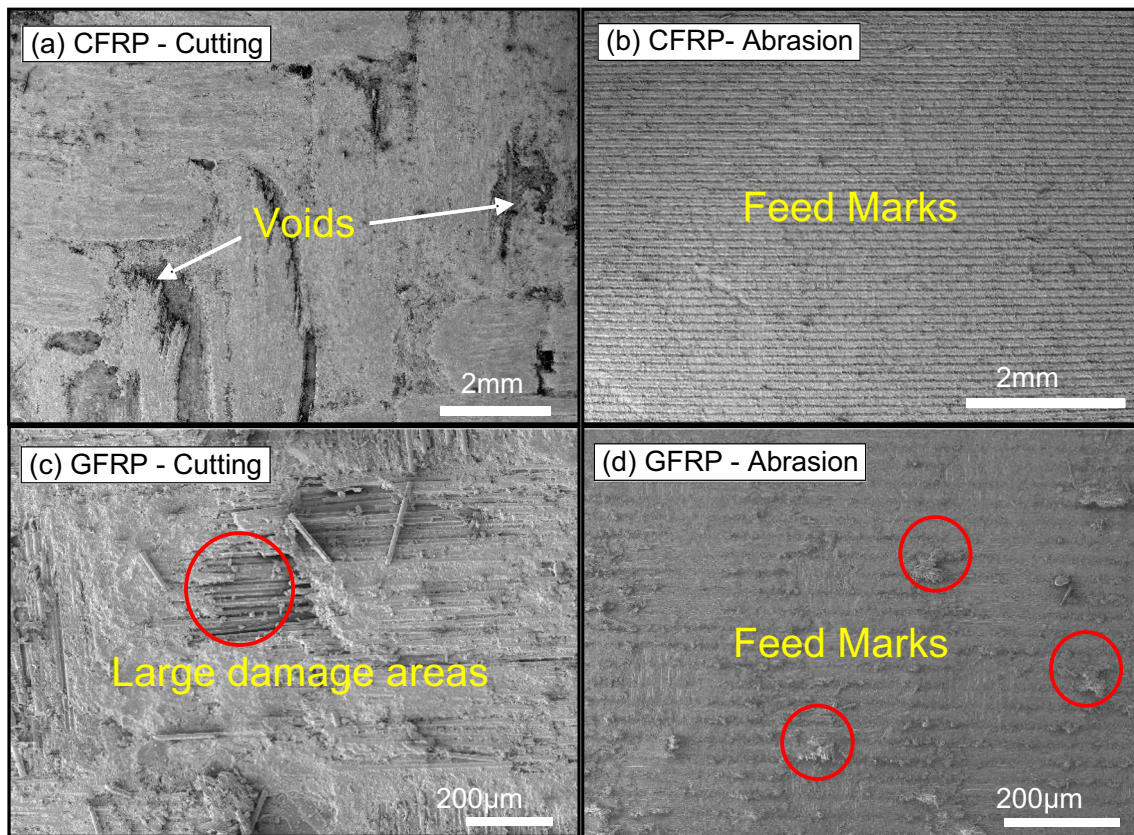 (a) CFRP - Cutting
Voids
2mm
(b) CFRP- Abrasion
Feed Marks
2mm
(c) GFRP - Cutting
Large damage areas
200µm
(d) GFRP - Abrasion
Feed Marks
200µm